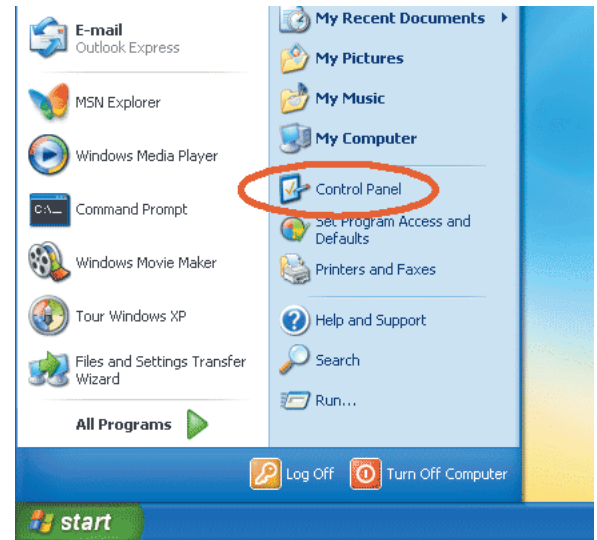 E-mail
Outlook Express
MSN Explorer
Windows Media Player
C:\_
Command Prompt
Windows Movie Maker
Tour Windows XP
Files and Settings Transfer
Wizard
All Programs
My Recent Documents
My Pictures
My Music
My Computer
Control Panel
Set Program Access and
Defaults
Printers and Faxes
Help and Support
Search
Run...
Log Off
Turn Off Computer
start